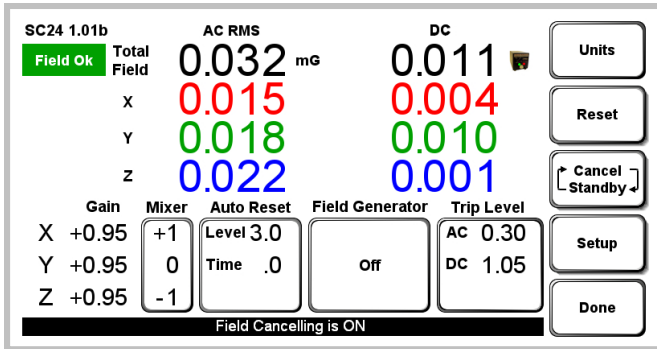 SC24 1.01b AC RMS DC
Field Ok Total Field 0.032 mG 0.011
X 0.015 0.004
Y 0.018 0.010
Z 0.022 0.001
Gain Mixer Auto Reset Field Generator Trip Level
X +0.95 +1 Level 3.0 AC 0.30
Y +0.95 0 Time .0 Off DC 1.05
Z +0.95 -1
Field Cancelling is ON
Units
Reset
Cancel
Standby
Setup
Done